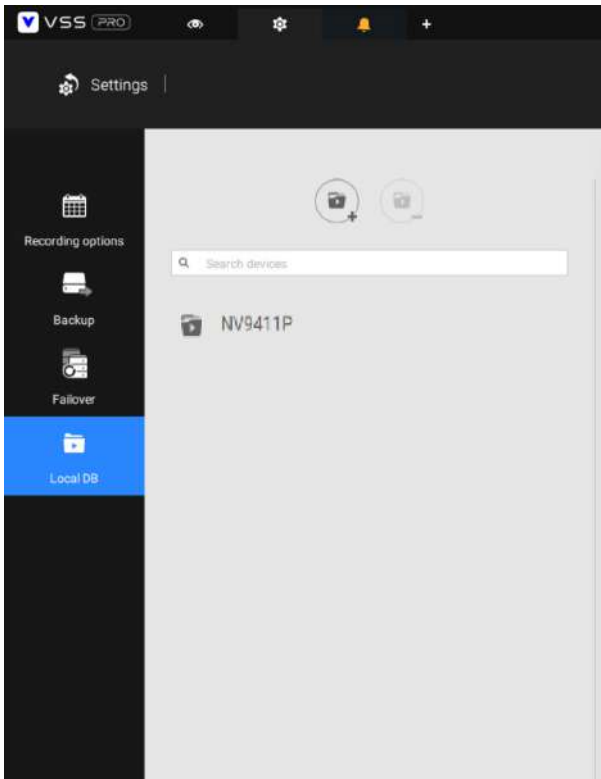 VSS PRO
Settings
Recording options
Backup
Failover
Local DB
Search devices
NV9411P